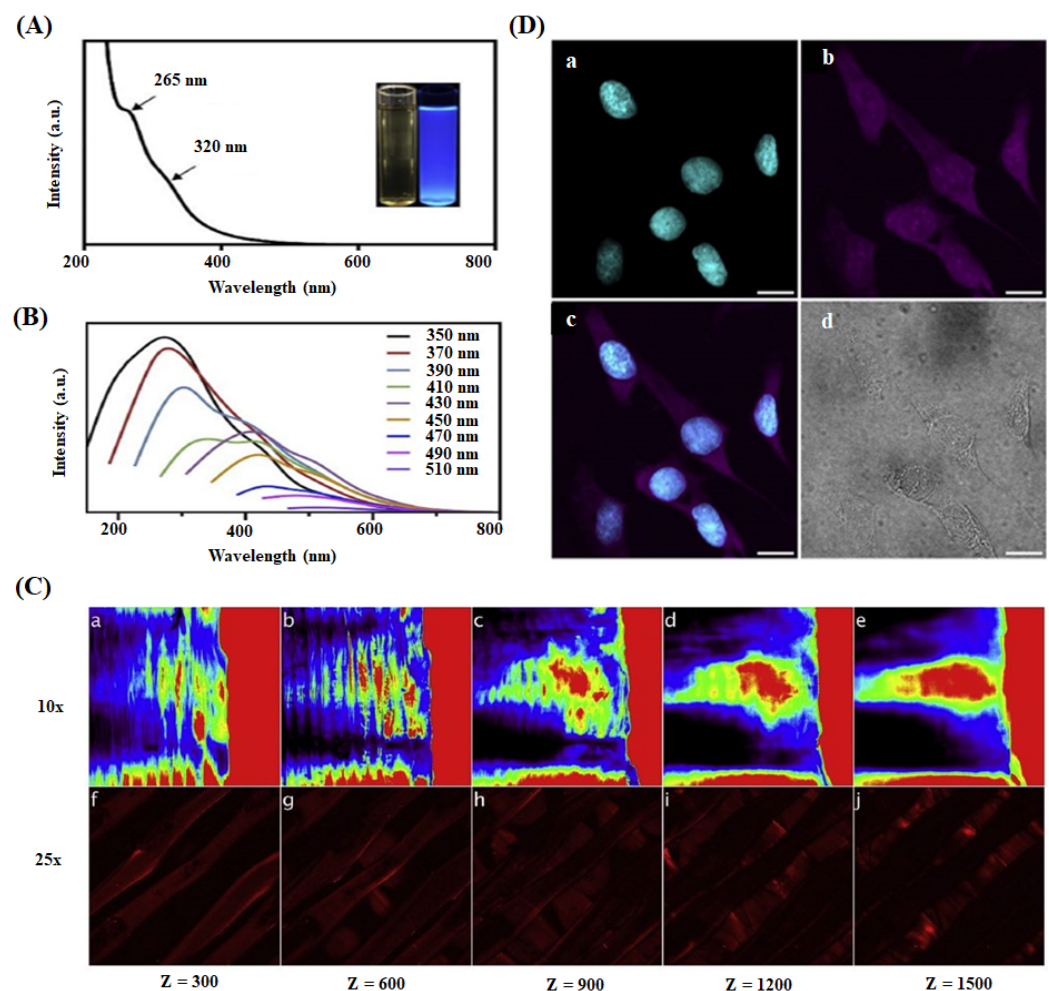 (A)
265 nm
320 nm
Intensity (a.u.)
200 400 600 800
Wavelength (nm)
(B)
350 nm
370 nm
390 nm
410 nm
430 nm
450 nm
470 nm
490 nm
510 nm
Intensity (a.u.)
200 400 600 800
Wavelength (nm)
(D)
a b
c d
(C)
10x
a b c d e
25x
f g h i j
Z = 300 Z = 600 Z = 900 Z = 1200 Z = 1500